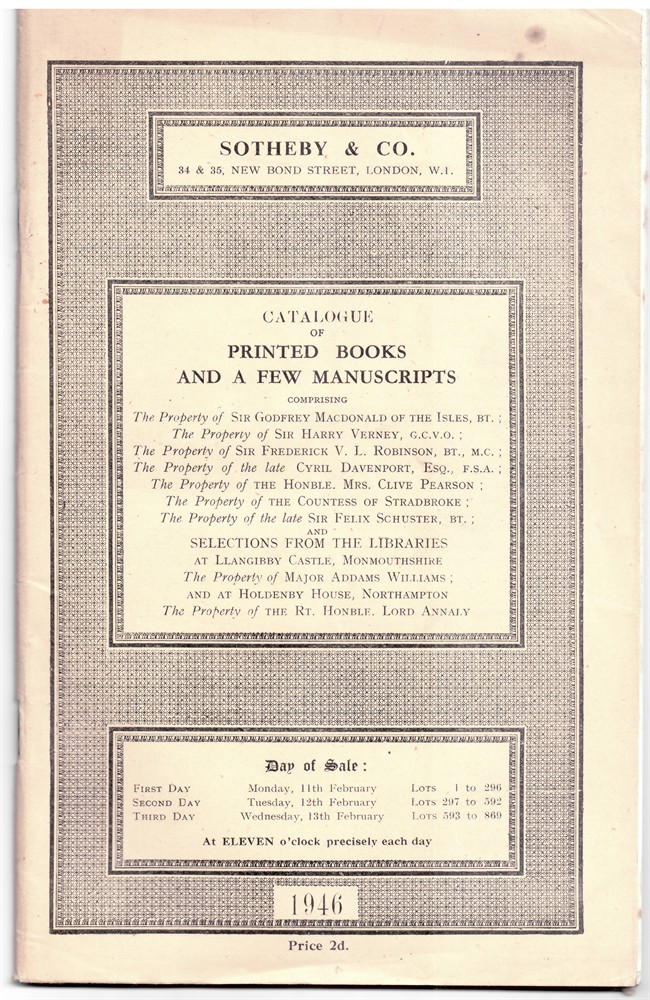 SOTHEBY & CO.
34 & 35, NEW BOND STREET, LONDON, W.1.
CATALOGUE
OF
PRINTED BOOKS
AND A FEW MANUSCRIPTS
COMPRISING
The Property of SIR GODFREY MACDONALD OF THE ISLES, BT. ;
The Property of SIR HARRY VERNEY, G.C.V.O. ;
The Property of SIR FREDERICK V. L. ROBINSON, BT., M.C. ;
The Property of the late CYRIL DAVENPORT, ESQ., F.S.A. ;
The Property of THE HONBLE. MRS. CLIVE PEARSON ;
The Property of THE COUNTESS OF STRADBROKE ;
The Property of the late SIR FELIX SCHUSTER, BT. ;
AND
SELECTIONS FROM THE LIBRARIES
AT LLANGIBBY CASTLE, MONMOUTHSHIRE
The Property of MAJOR ADDAMS WILLIAMS ;
AND AT HOLDENBY HOUSE, NORTHAMPTON
The Property of THE RT. HONBLE. LORD ANNALY
Day of Sale :
FIRST DAY Monday, 11th February LOTS 1 to 296
SECOND DAY Tuesday, 12th February LOTS 297 to 592
THIRD DAY Wednesday, 13th February LOTS 593 to 869
At ELEVEN o'clock precisely each day
1946
Price 2d.